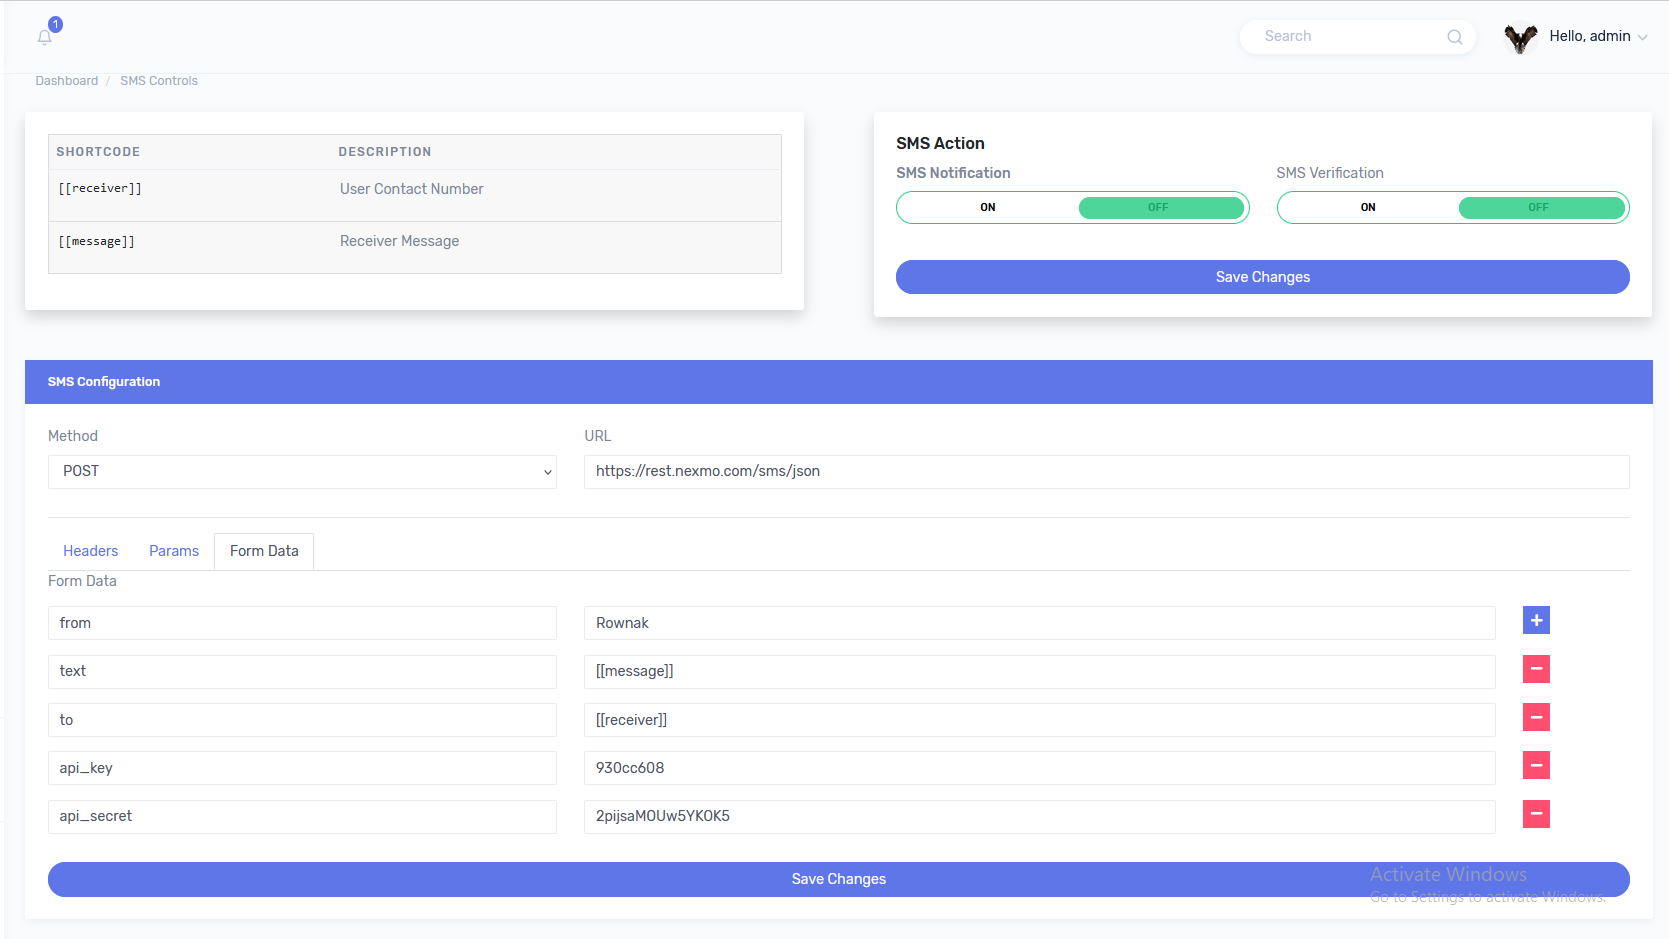 1
Search
Hello, admin
Dashboard / SMS Controls
SHORTCODE DESCRIPTION
[[receiver]] User Contact Number
[[message]] Receiver Message
SMS Action
SMS Notification SMS Verification
ON OFF ON OFF
Save Changes
SMS Configuration
Method URL
POST https://rest.nexmo.com/sms/json
Headers Params Form Data
Form Data
from Rownak
text [[message]]
to [[receiver]]
api_key 930cc608
api_secret 2pijsaMOUw5YKOK5
Save Changes
Activate Windows
Go to Settings to activate Windows.